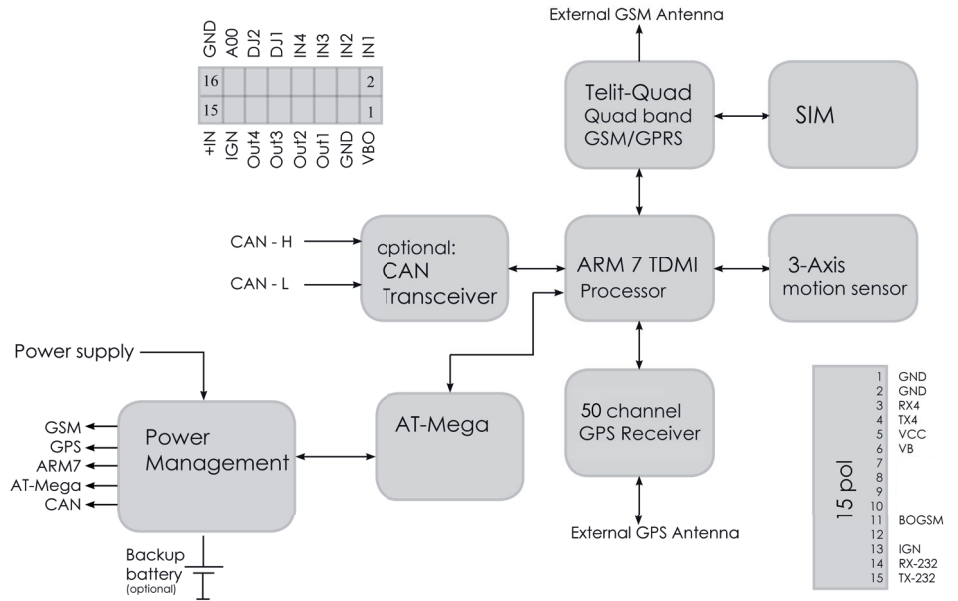 External GSM Antenna
GND A00 DJ2 DJ1 IN4 IN3 IN2 IN1
16 2
15 1
+IN IGN Out4 Out3 Out2 Out1 GND VBO
Telit-Quad
Quad band
GSM/GPRS
SIM
CAN - H
CAN - L
cptional:
CAN
Transceiver
ARM 7 TDMI
Processor
3-Axis
motion sensor
Power supply
GSM
GPS
ARM7
AT-Mega
CAN
Power
Management
AT-Mega
50 channel
GPS Receiver
External GPS Antenna
Backup
battery
(optional)
15 pol
1 GND
2 GND
3 RX4
4 TX4
5 VCC
6 VB
7
8
9
10
11 BOGSM
12
13 IGN
14 RX-232
15 TX-232